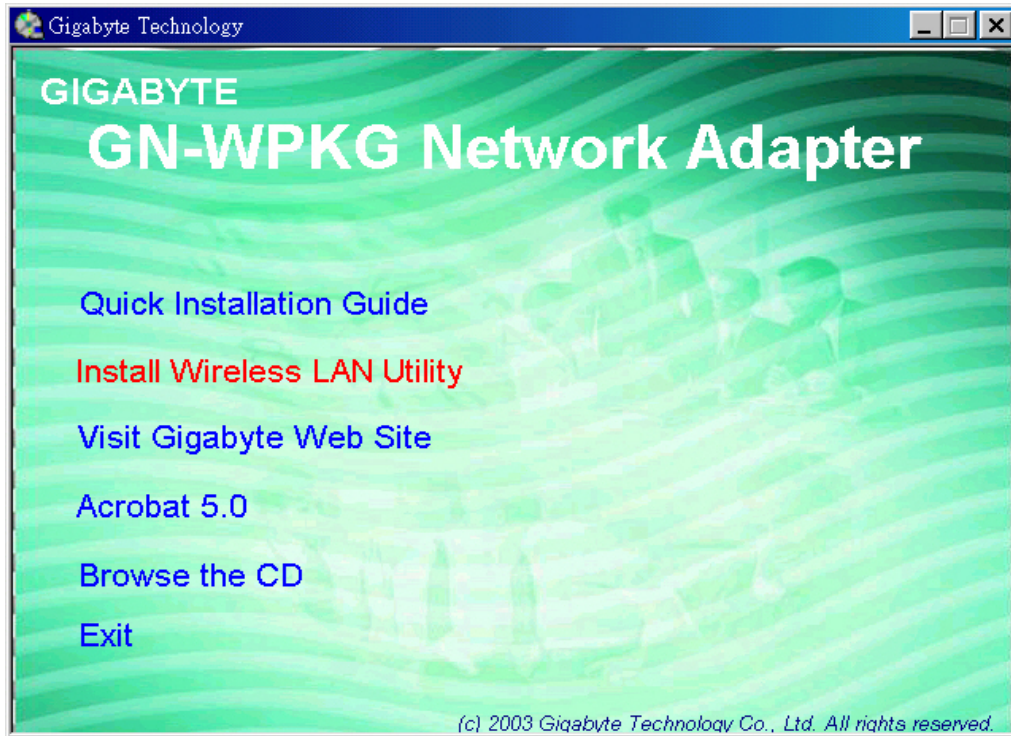 Gigabyte Technology
GIGABYTE
GN-WPKG Network Adapter
Quick Installation Guide
Install Wireless LAN Utility
Visit Gigabyte Web Site
Acrobat 5.0
Browse the CD
Exit
(c) 2003 Gigabyte Technology Co., Ltd. All rights reserved.